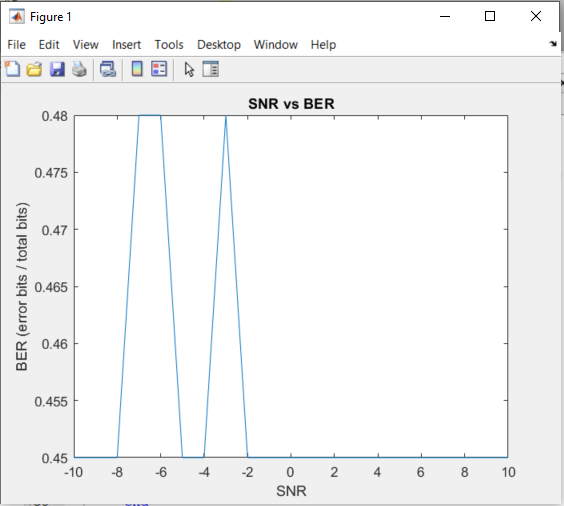 Figure 1
File Edit View Insert Tools Desktop Window Help
SNR vs BER
BER (error bits / total bits)
0.48
0.475
0.47
0.465
0.46
0.455
0.45
-10 -8 -6 -4 -2 0 2 4 6 8 10
SNR
end